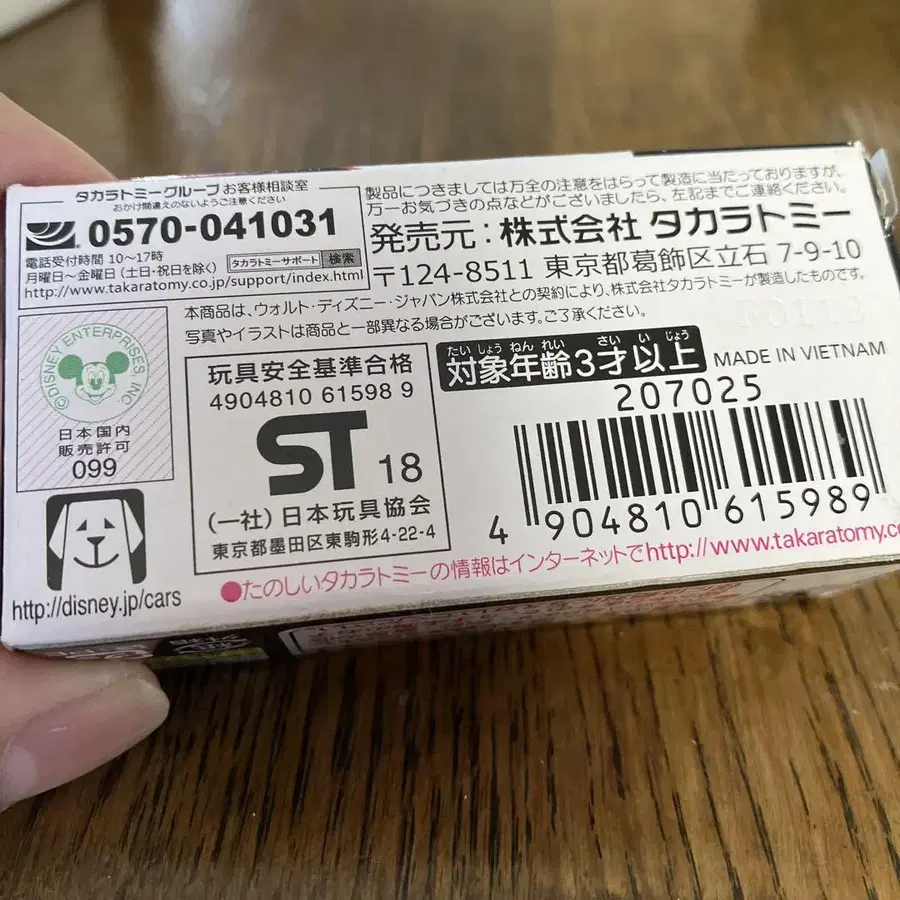 タカラトミーグループ お客様相談室
おかけ間違えのないようご注意ください
0570-041031
電話受付時間 10〜17時
月曜日〜金曜日 (土日・祝日を除く)
タカラトミーサポート 検索
http://www.takaratomy.co.jp/support/index.html
製品につきましては万全の注意をはらって製造に当たっておりますが、
万一お気づきの点などがございましたら、左記までご連絡ください。
発売元:株式会社 タカラトミー
〒124-8511 東京都葛飾区立石 7-9-10
本商品は、ウォルト・ディズニー・ジャパン株式会社との契約により、株式会社タカラトミーが製造したものです。
写真やイラストは商品と一部異なる場合がございます。ご了承ください。
©DISNEY ENTERPRISES INC.
日本国内
販売許可
099
玩具安全基準合格
4904810 61598 9
ST 18
(一社) 日本玩具協会
東京都墨田区東駒形4-22-4
たいしょうねんれい さい い じょう
対象年齢3才以上
MADE IN VIETNAM
207025
4 904810 615989
http://disney.jp/cars
●たのしいタカラトミーの情報はインターネットでhttp://www.takaratomy.co